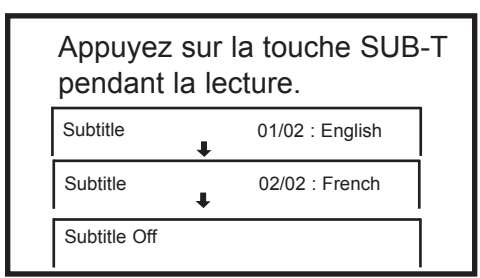 Appuyez sur la touche SUB-T
pendant la lecture.
Subtitle 01/02 : English
Subtitle 02/02 : French
Subtitle Off